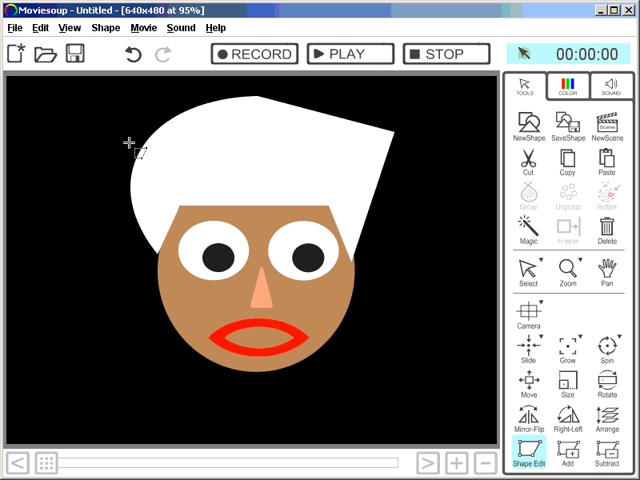 Moviesoup - Untitled - [640x480 at 95%]
File Edit View Shape Movie Sound Help
RECORD PLAY STOP 00:00:00
TOOLS COLOR SOUND
NewShape SaveShape NewScene
Cut Copy Paste
Group Ungroup Isolate
Magic Freeze Delete
Select Zoom Pan
Camera
Slide Grow Spin
Move Size Rotate
Mirror-Flip Right-Left Arrange
Shape Edit Add Subtract